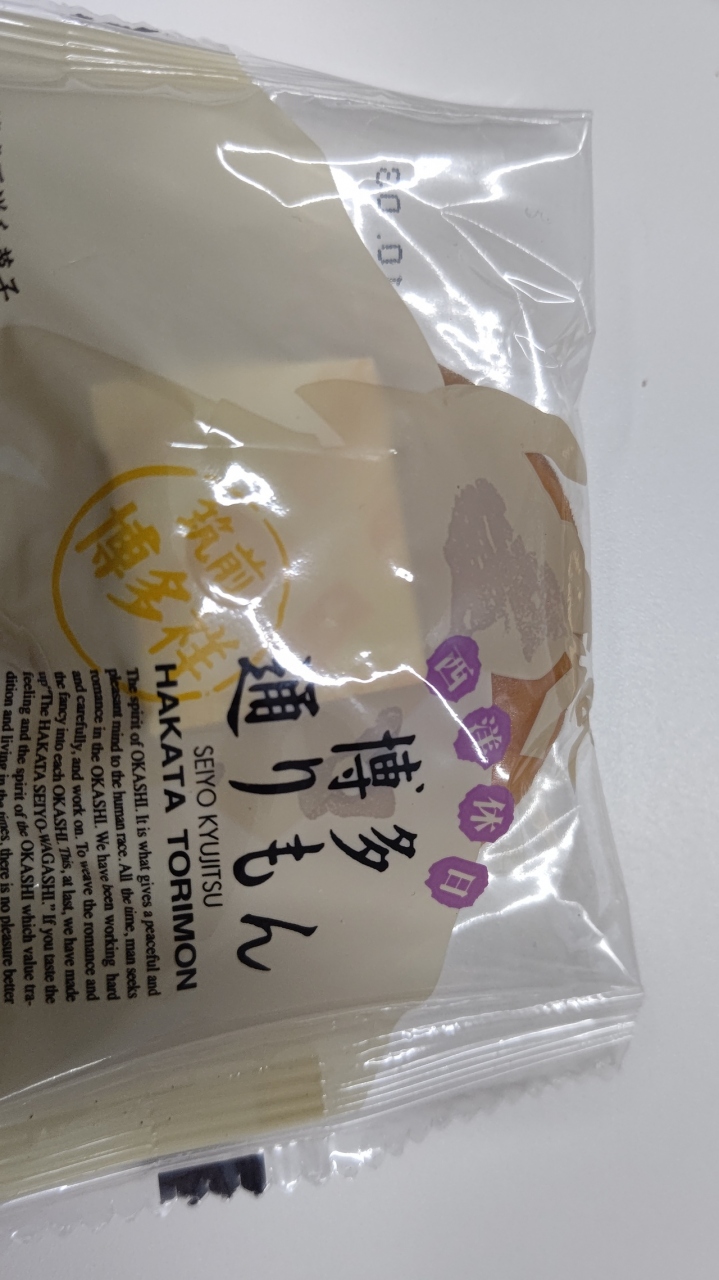 西洋休日
博多
通りもん
SEIYO KYUJITSU
HAKATA TORIMON
The spirit of OKASHI. It is what gives a peaceful and
pleasant mind to the human race. All the time, man seeks
romance in the OKASHI. We have been working hard
and carefully, and work on. To weave the romance and
the fancy into each OKASHI. This, at last, we have made
up "The HAKATA SEIYO-WAGASHI." If you taste the
feeling and the spirit of the OKASHI which value tra-
dition and living in the times, there is no pleasure better
筑前
博多様
菓子